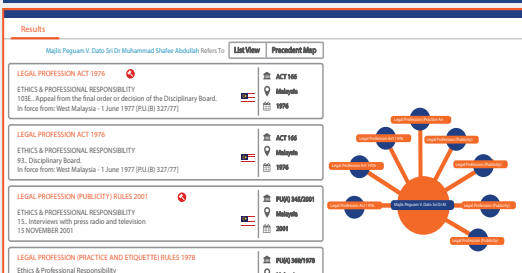 Results
Majlis Peguam V. Dato Sri Dr Muhammad Shafee Abdullah Refers To
List View
Precedent Map
LEGAL PROFESSION ACT 1976
ETHICS & PROFESSIONAL RESPONSIBILITY
103E.. Appeal from the final order or decision of the Disciplinary Board.
In force from: West Malaysia - 1 June 1977 [P.U.(B) 327/77]
ACT 166
Malaysia
1976
LEGAL PROFESSION ACT 1976
ETHICS & PROFESSIONAL RESPONSIBILITY
93.. Disciplinary Board.
In force from: West Malaysia - 1 June 1977 [P.U.(B) 327/77]
ACT 166
Malaysia
1976
LEGAL PROFESSION (PUBLICITY) RULES 2001
ETHICS & PROFESSIONAL RESPONSIBILITY
15.. Interviews with press radio and television
15 NOVEMBER 2001
PU(A) 345/2001
Malaysia
2001
LEGAL PROFESSION (PRACTICE AND ETIQUETTE) RULES 1978
Ethics & Professional Responsibility
PU(A) 369/1978
Malaysia
Legal Profession (Practice An
Legal Profession ACT 1976
Legal Profession (Publicity)
Legal Profession ACT 1976
Legal Profession (Publicity)
Legal Profession ACT 1976
Majlis Peguam V. Dato Sri Dr M
Legal Profession (Publicity)
Legal Profession (Publicity)